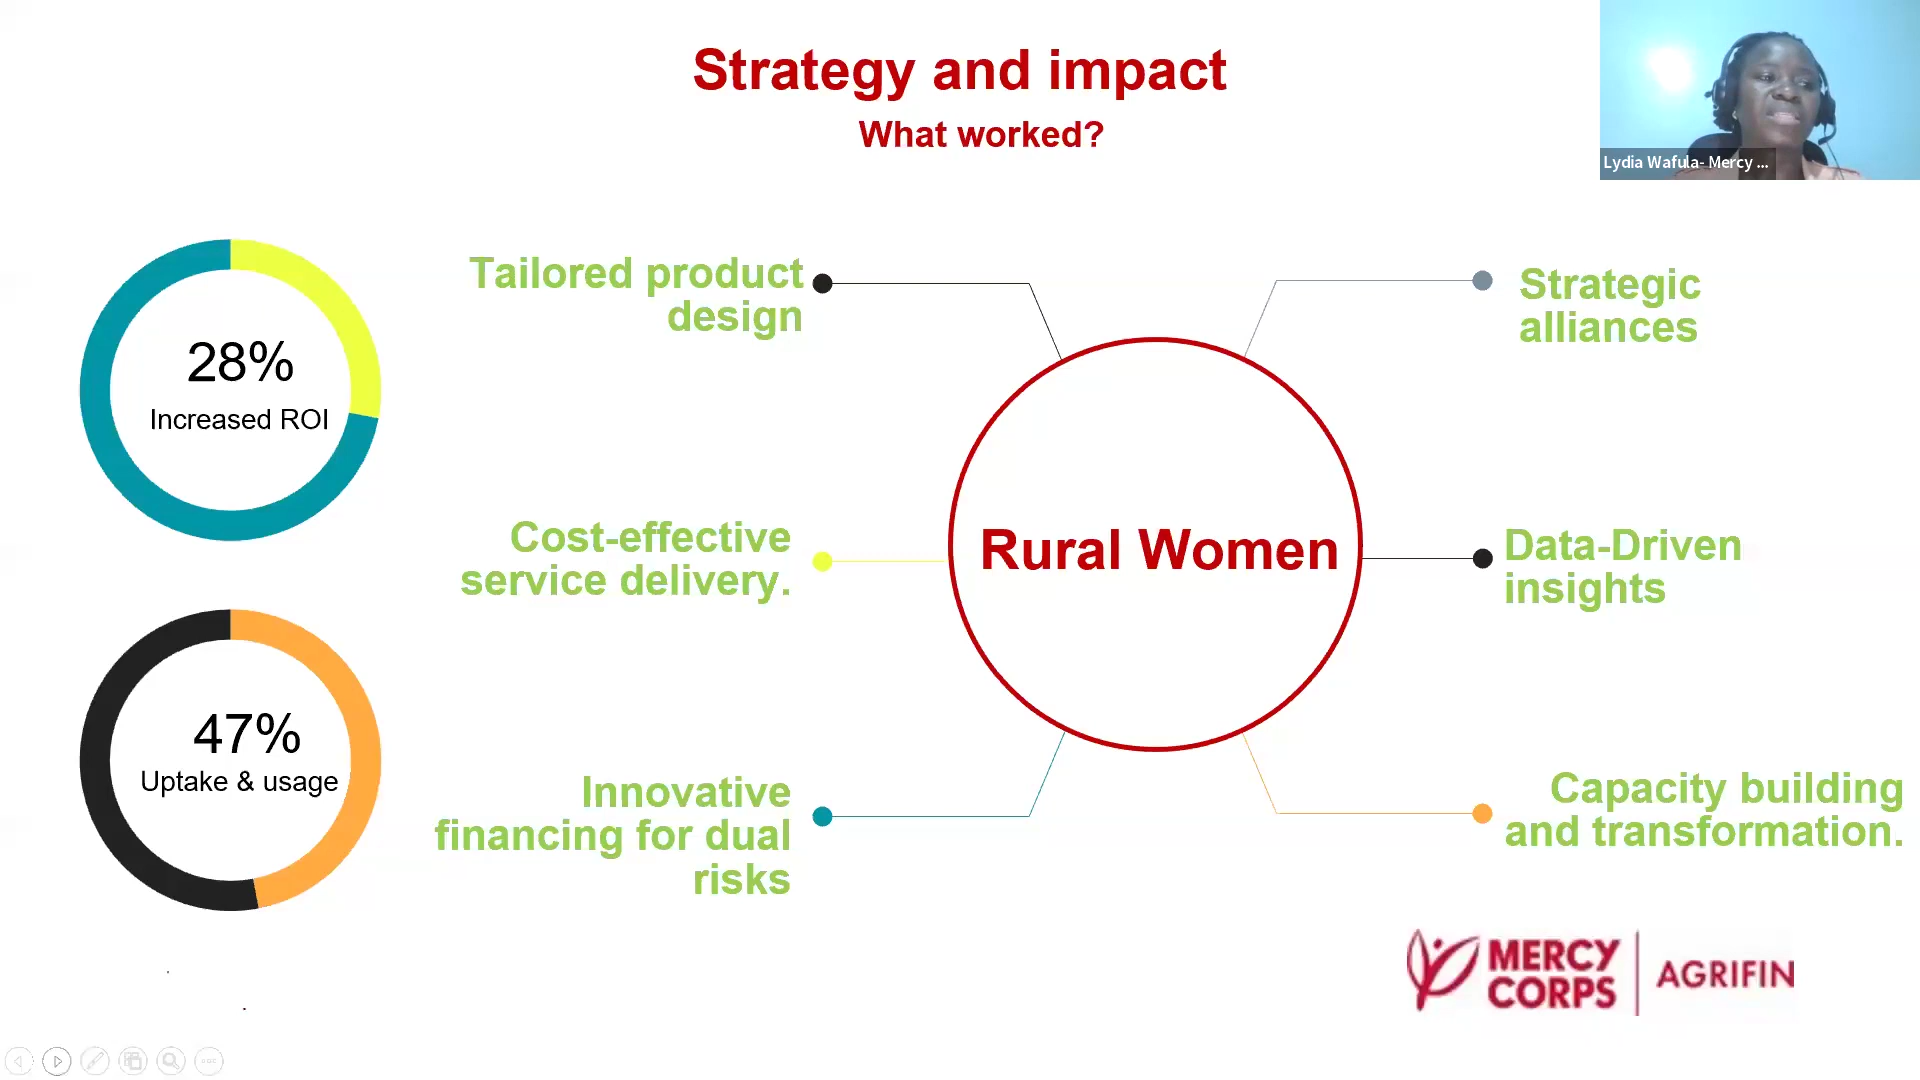 Strategy and impact
What worked?
Lydia Wafula- Mercy ...
28%
Increased ROI
47%
Uptake & usage
Tailored product
design
Cost-effective
service delivery.
Innovative
financing for dual
risks
Rural Women
Strategic
alliances
Data-Driven
insights
Capacity building
and transformation.
MERCY
CORPS
AGRIFIN